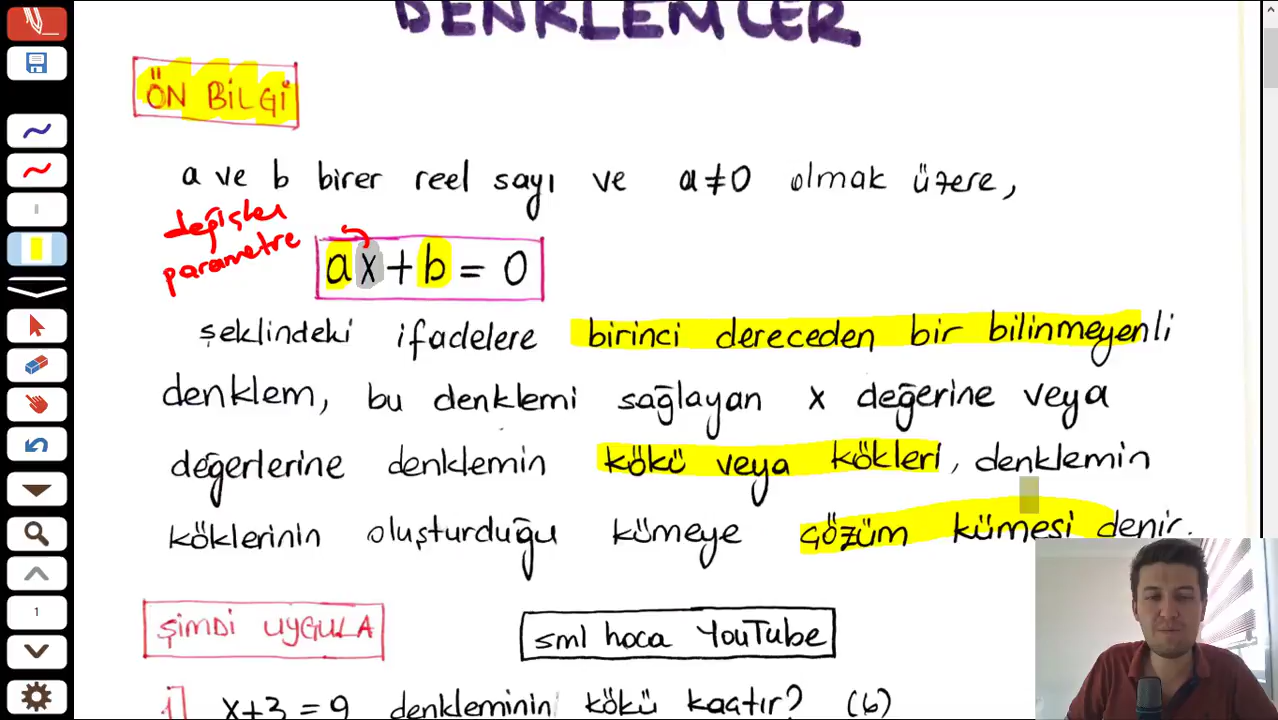 DENKLEMLER
ÖN BİLGİ
a ve b birer reel sayı ve a≠0 olmak üzere,
değişken
parametre
ax+b=0
şeklindeki ifadelere birinci dereceden bir bilinmeyenli
denklem, bu denklemi sağlayan x değerine veya
değerlerine denklemin kökü veya kökleri, denklemin
köklerinin oluşturduğu kümeye çözüm kümesi denir.
ŞİMDİ UYGULA
sml hoca YouTube
1) x+3=9 denkleminin kökü kaçtır? (6)
1